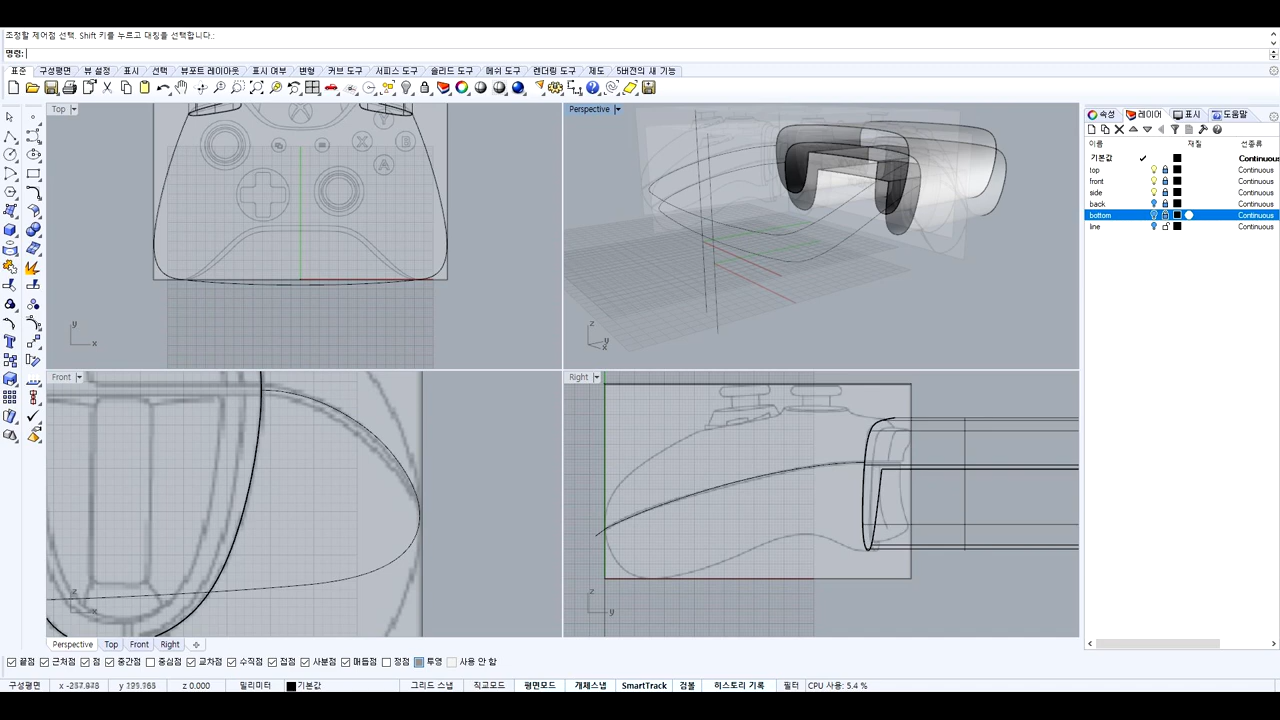 조정할 제어점 선택. Shift 키를 누르고 대칭을 선택합니다.:
명령:
표준 구성평면 뷰 설정 표시 선택 뷰포트 레이아웃 표시 여부 변형 커브 도구 서피스 도구 솔리드 도구 메쉬 도구 렌더링 도구 제도 5버전의 새 기능
Top
Perspective
속성 레이어 표시 도움말
이름 재질 선종류
기본값 Continuous
top Continuous
front Continuous
side Continuous
back Continuous
bottom Continuous
line Continuous
X Y B A
y x
z y x
Front
Right
z x
z y
Perspective Top Front Right
끝점 근처점 점 중간점 중심점 교차점 수직점 접점 사분점 매듭점 정점 투영 사용 안 함
구성평면 z 0.000 밀리미터 기본값 그리드 스냅 직교모드 평면모드 개체스냅 SmartTrack 검볼 히스토리 기록 필터 CPU 사용: 5.4 %